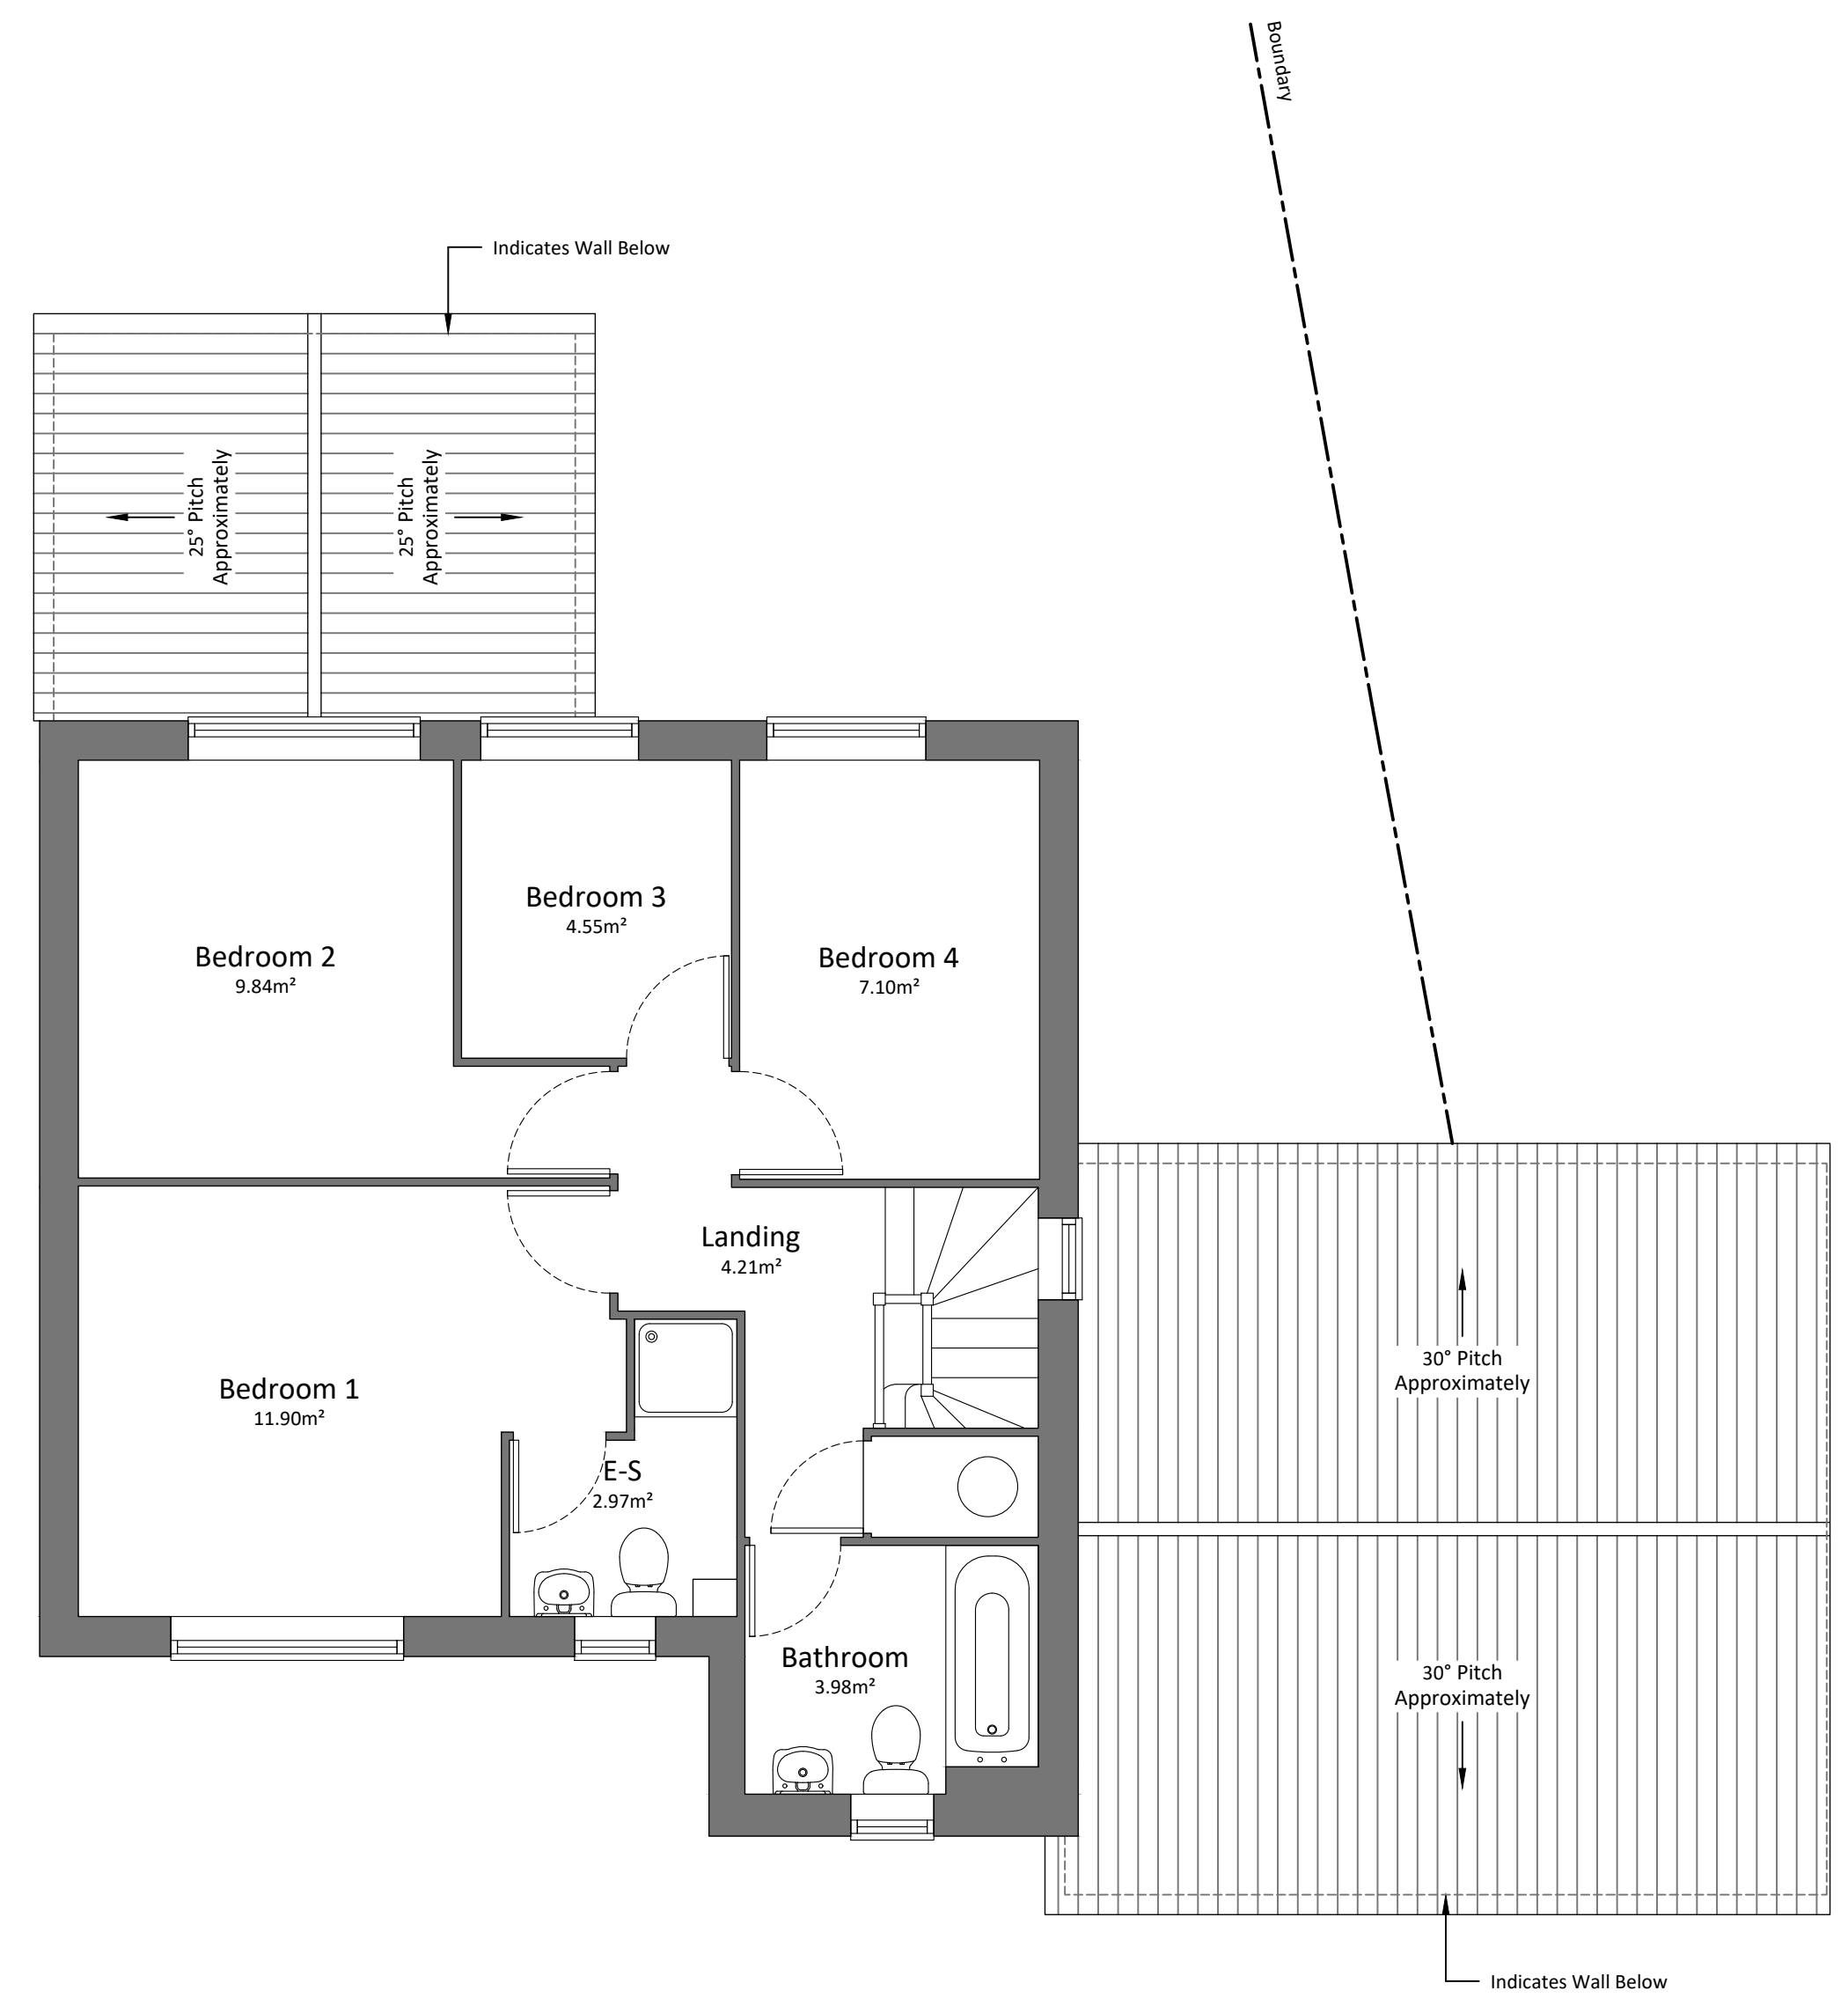 Boundary
Indicates Wall Below
25° Pitch
Approximately
25° Pitch
Approximately
Bedroom 3
4.55m²
Bedroom 2
9.84m²
Bedroom 4
7.10m²
Landing
4.21m²
30° Pitch
Approximately
Bedroom 1
11.90m²
E-S
2.97m²
Bathroom
3.98m²
30° Pitch
Approximately
Indicates Wall Below